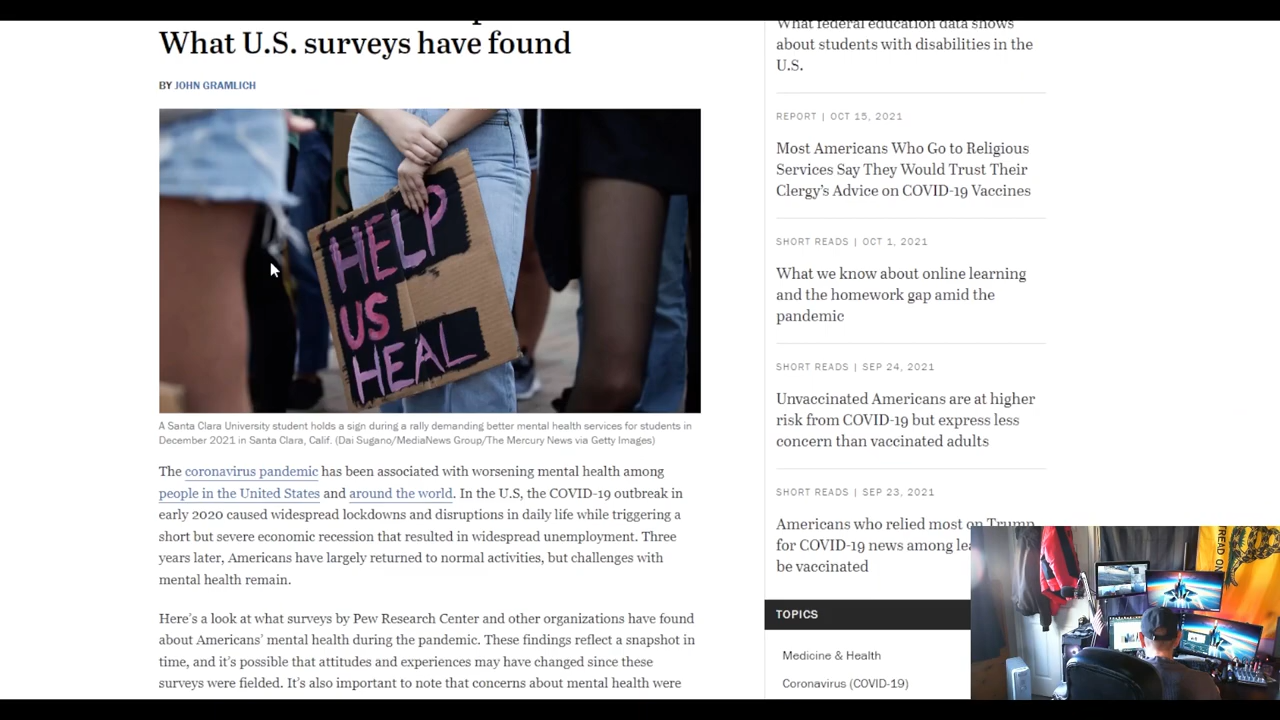 What U.S. surveys have found
BY JOHN GRAMLICH
HELP
US
HEAL
A Santa Clara University student holds a sign during a rally demanding better mental health services for students in
December 2021 in Santa Clara, Calif. (Dai Sugano/MediaNews Group/The Mercury News via Getty Images)
The coronavirus pandemic has been associated with worsening mental health among
people in the United States and around the world. In the U.S, the COVID-19 outbreak in
early 2020 caused widespread lockdowns and disruptions in daily life while triggering a
short but severe economic recession that resulted in widespread unemployment. Three
years later, Americans have largely returned to normal activities, but challenges with
mental health remain.
Here's a look at what surveys by Pew Research Center and other organizations have found
about Americans' mental health during the pandemic. These findings reflect a snapshot in
time, and it's possible that attitudes and experiences may have changed since these
surveys were fielded. It's also important to note that concerns about mental health were
What federal education data shows
about students with disabilities in the
U.S.
REPORT | OCT 15, 2021
Most Americans Who Go to Religious
Services Say They Would Trust Their
Clergy's Advice on COVID-19 Vaccines
SHORT READS | OCT 1, 2021
What we know about online learning
and the homework gap amid the
pandemic
SHORT READS | SEP 24, 2021
Unvaccinated Americans are at higher
risk from COVID-19 but express less
concern than vaccinated adults
SHORT READS | SEP 23, 2021
Americans who relied most on Trump
for COVID-19 news among
be vaccinated
TOPICS
Medicine & Health
Coronavirus (COVID-19)
TREAD ON